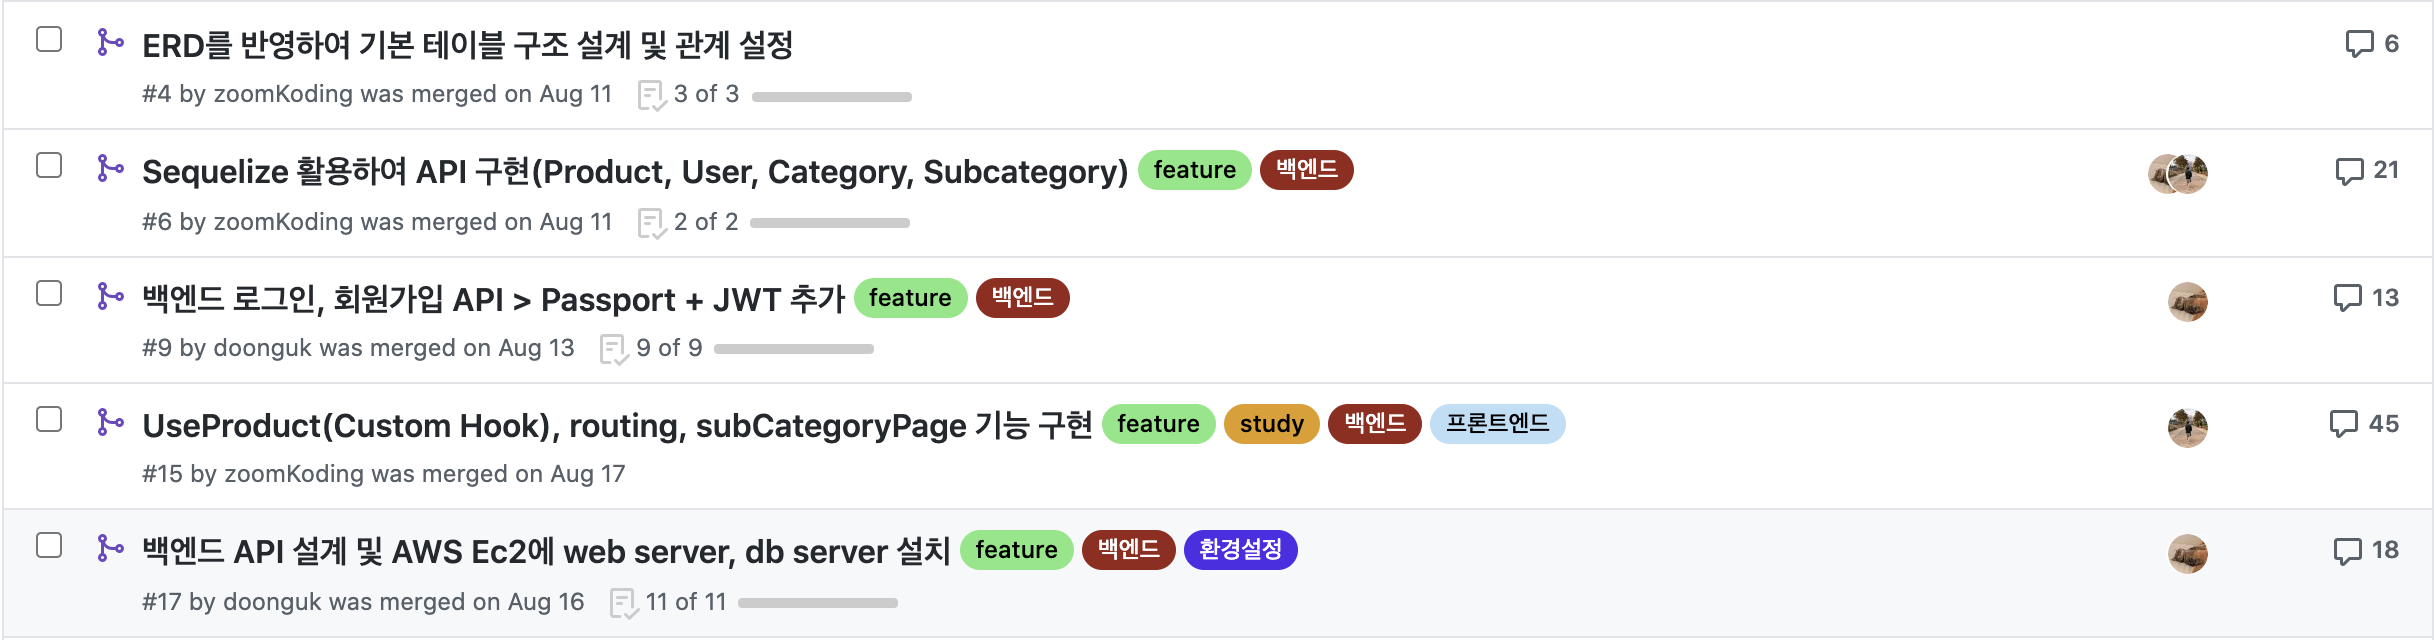 ERD를 반영하여 기본 테이블 구조 설계 및 관계 설정 6
#4 by zoomKoding was merged on Aug 11 3 of 3
Sequelize 활용하여 API 구현(Product, User, Category, Subcategory) feature 백엔드 21
#6 by zoomKoding was merged on Aug 11 2 of 2
백엔드 로그인, 회원가입 API > Passport + JWT 추가 feature 백엔드 13
#9 by doonguk was merged on Aug 13 9 of 9
UseProduct(Custom Hook), routing, subCategoryPage 기능 구현 feature study 백엔드 프론트엔드 45
#15 by zoomKoding was merged on Aug 17
백엔드 API 설계 및 AWS Ec2에 web server, db server 설치 feature 백엔드 환경설정 18
#17 by doonguk was merged on Aug 16 11 of 11